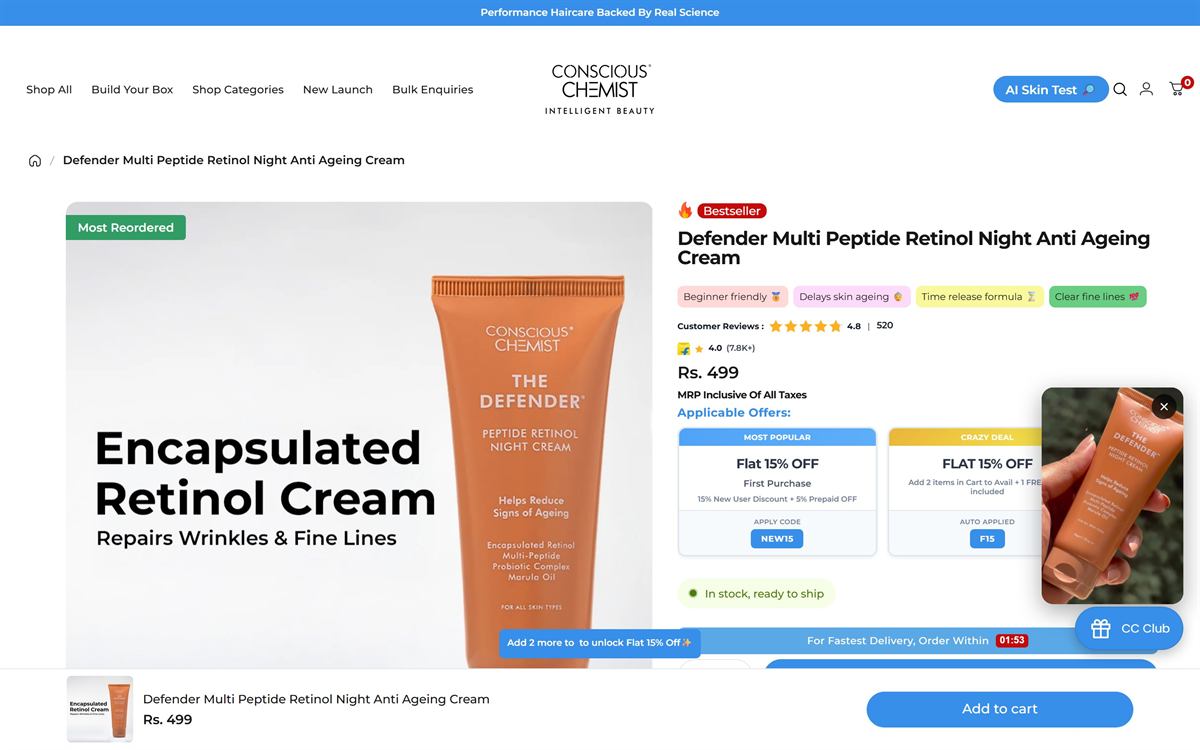 Performance Haircare Backed By Real Science
Shop All
Build Your Box
Shop Categories
New Launch
Bulk Enquiries
CONSCIOUS
CHEMIST
INTELLIGENT BEAUTY
AI Skin Test
0
/ Defender Multi Peptide Retinol Night Anti Ageing Cream
Most Reordered
Encapsulated
Retinol Cream
Repairs Wrinkles & Fine Lines
CONSCIOUS
CHEMIST
THE
DEFENDER
PEPTIDE RETINOL
NIGHT CREAM
Helps Reduce
Signs of Ageing
Encapsulated Retinol
Multi-Peptide
Probiotic Complex
Marula Oil
FOR ALL SKIN TYPES
Bestseller
Defender Multi Peptide Retinol Night Anti Ageing
Cream
Beginner friendly
Delays skin ageing
Time release formula
Clear fine lines
Customer Reviews : 4.8 | 520
4.0 (7.8K+)
Rs. 499
MRP Inclusive Of All Taxes
Applicable Offers:
MOST POPULAR
Flat 15% OFF
First Purchase
15% New User Discount + 5% Prepaid OFF
APPLY CODE
NEW15
CRAZY DEAL
FLAT 15% OFF
Add 2 items in Cart to Avail + 1 FRE
included
AUTO APPLIED
F15
THE
DEFENDER
PEPTIDE RETINOL
NIGHT CREAM
Helps Reduce
Signs of Ageing
In stock, ready to ship
For Fastest Delivery, Order Within 01:53
CC Club
Add 2 more to to unlock Flat 15% Off
Encapsulated
Retinol Cream
Defender Multi Peptide Retinol Night Anti Ageing Cream
Rs. 499
Add to cart